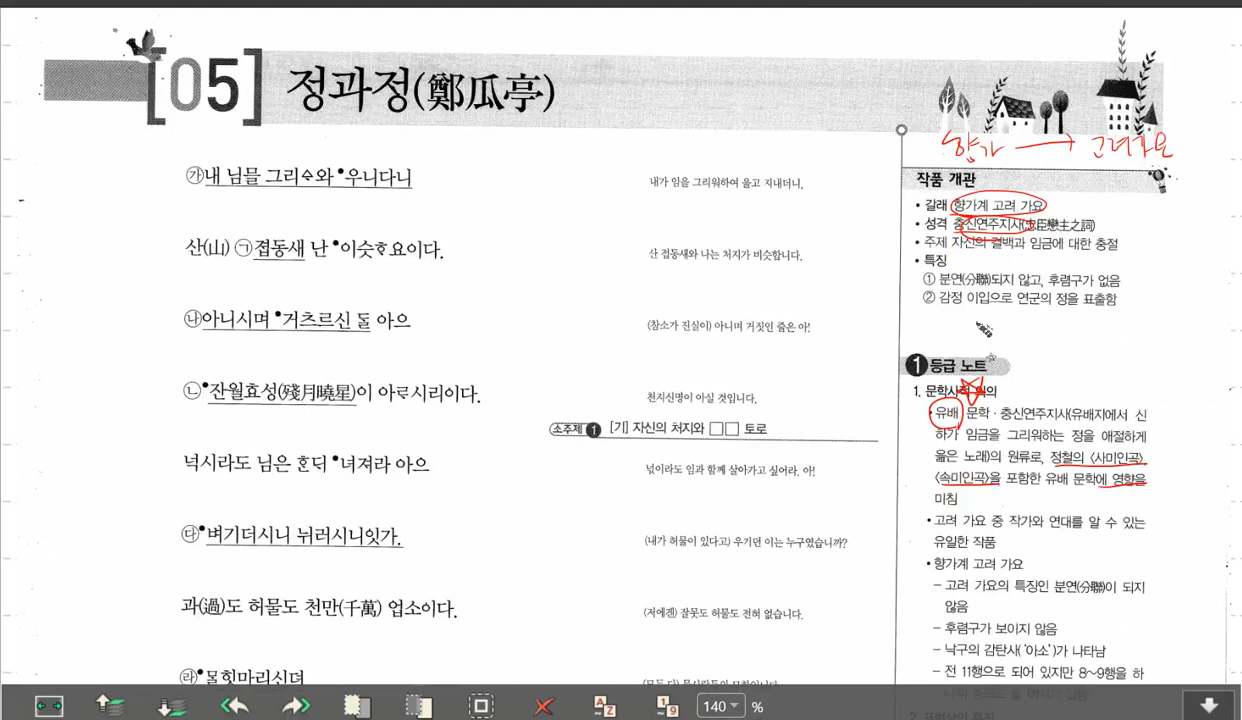 [05] 정과정(鄭瓜亭)
향가 → 고려가요
㉮내 님믈 그리ᅀᆞ와 •우니다니
내가 임을 그리워하여 울고 지내더니,
산(山) ㉠졉동새 난 •이슷ᄒᆞ요이다.
산 접동새와 나는 처지가 비슷합니다.
㉯아니시며 •거츠르신 ᄃᆞᆯ 아으
(참소가 진실이) 아니며 거짓인 줄은 아!
㉡•잔월효성(殘月曉星)이 아ᄅᆞ시리이다.
천지신명이 아실 것입니다.
소주제 1 [기] 자신의 처지와 □□ 토로
넉시라도 님은 ᄒᆞᆫᄃᆡ •녀져라 아으
넋이라도 임과 함께 살아가고 싶어라. 아!
㉰•벼기더시니 뉘러시니잇가.
(내가 허물이 있다고) 우기던 이는 누구였습니까?
과(過)도 허물도 천만(千萬) 업소이다.
(저에겐) 잘못도 허물도 전혀 없습니다.
㉱•ᄆᆞᆯ힛마리신뎌
작품 개관
• 갈래 향가계 고려 가요
• 성격 충신연주지사(忠臣戀主之詞)
• 주제 자신의 결백과 임금에 대한 충절
• 특징
① 분연(分聯)되지 않고, 후렴구가 없음
② 감정 이입으로 연군의 정을 표출함
1등급 노트
1. 문학사적 의의
• 유배 문학 · 충신연주지사(유배지에서 신
하가 임금을 그리워하는 정을 애절하게
읊은 노래)의 원류로, 정철의 〈사미인곡〉,
〈속미인곡〉을 포함한 유배 문학에 영향을
미침
• 고려 가요 중 작가와 연대를 알 수 있는
유일한 작품
• 향가계 고려 가요
– 고려 가요의 특징인 분연(分聯)이 되지
않음
– 후렴구가 보이지 않음
– 낙구의 감탄사('아소')가 나타남
– 전 11행으로 되어 있지만 8~9행을 하
140 %